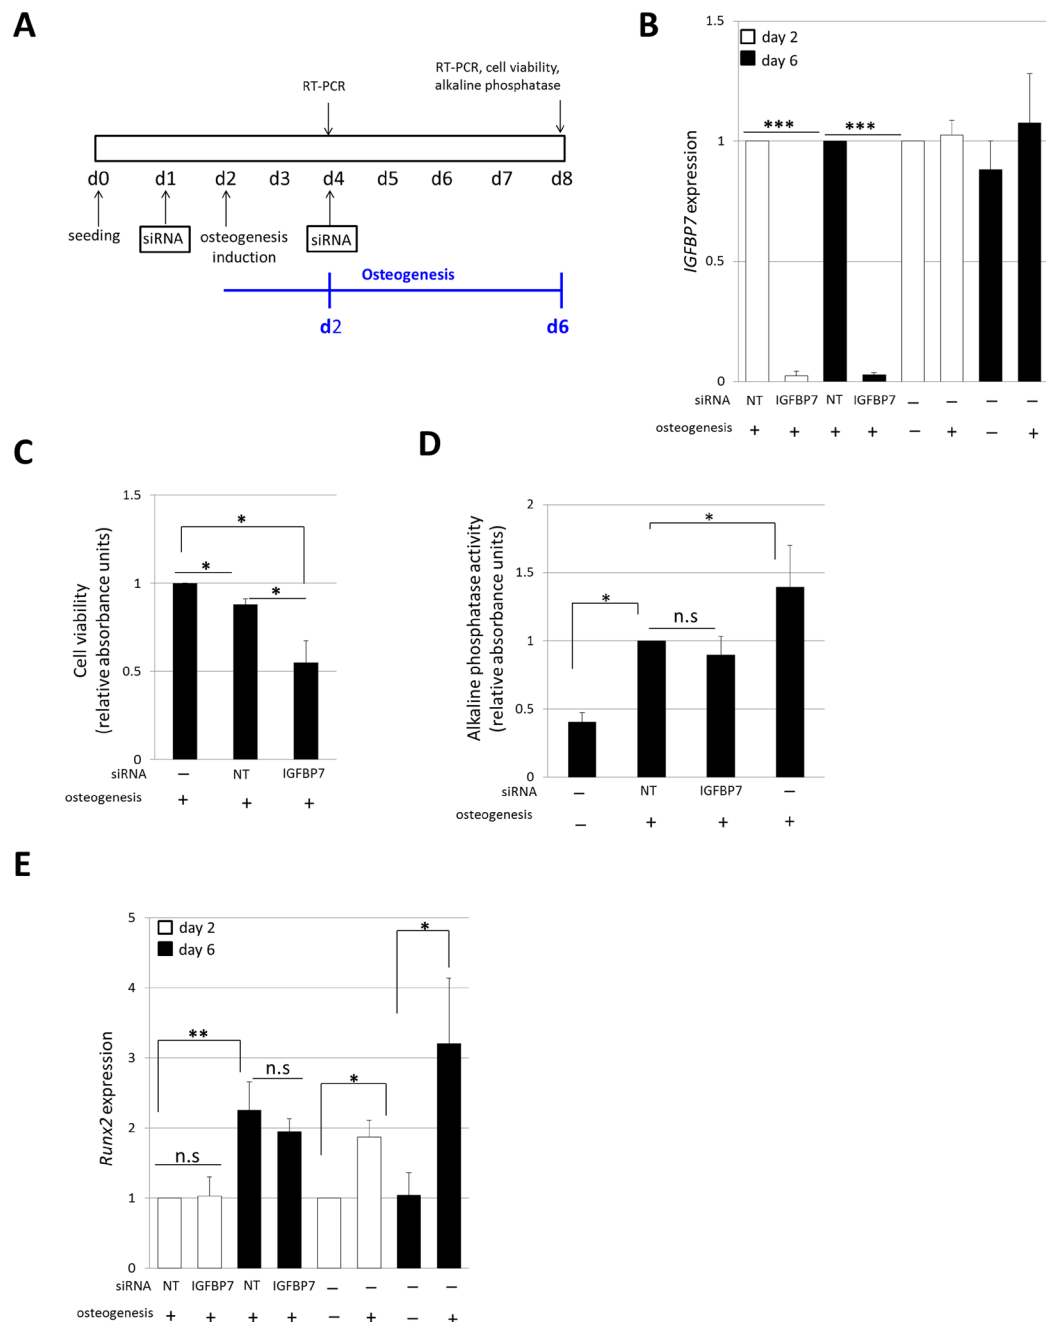 A
RT-PCR
RT-PCR, cell viability,
alkaline phosphatase
d0 d1 d2 d3 d4 d5 d6 d7 d8
seeding
siRNA
osteogenesis
induction
siRNA
Osteogenesis
d2
d6
B
1.5
day 2
day 6
*** ***
1
IGFBP7 expression
0.5
0
siRNA NT IGFBP7 NT IGFBP7 – – – –
osteogenesis + + + + – + – +
C
1.5
*
*
1
*
Cell viability
(relative absorbance units)
0.5
0
siRNA – NT IGFBP7
osteogenesis + + +
D
2
*
1.5
*
n.s
1
Alkaline phosphatase activity
(relative absorbance units)
0.5
0
siRNA – NT IGFBP7 –
osteogenesis – + + +
E
5
day 2
day 6
*
4
**
3
n.s
*
Runx2 expression
2
n.s
1
0
siRNA NT IGFBP7 NT IGFBP7 – – – –
osteogenesis + + + + – + – +